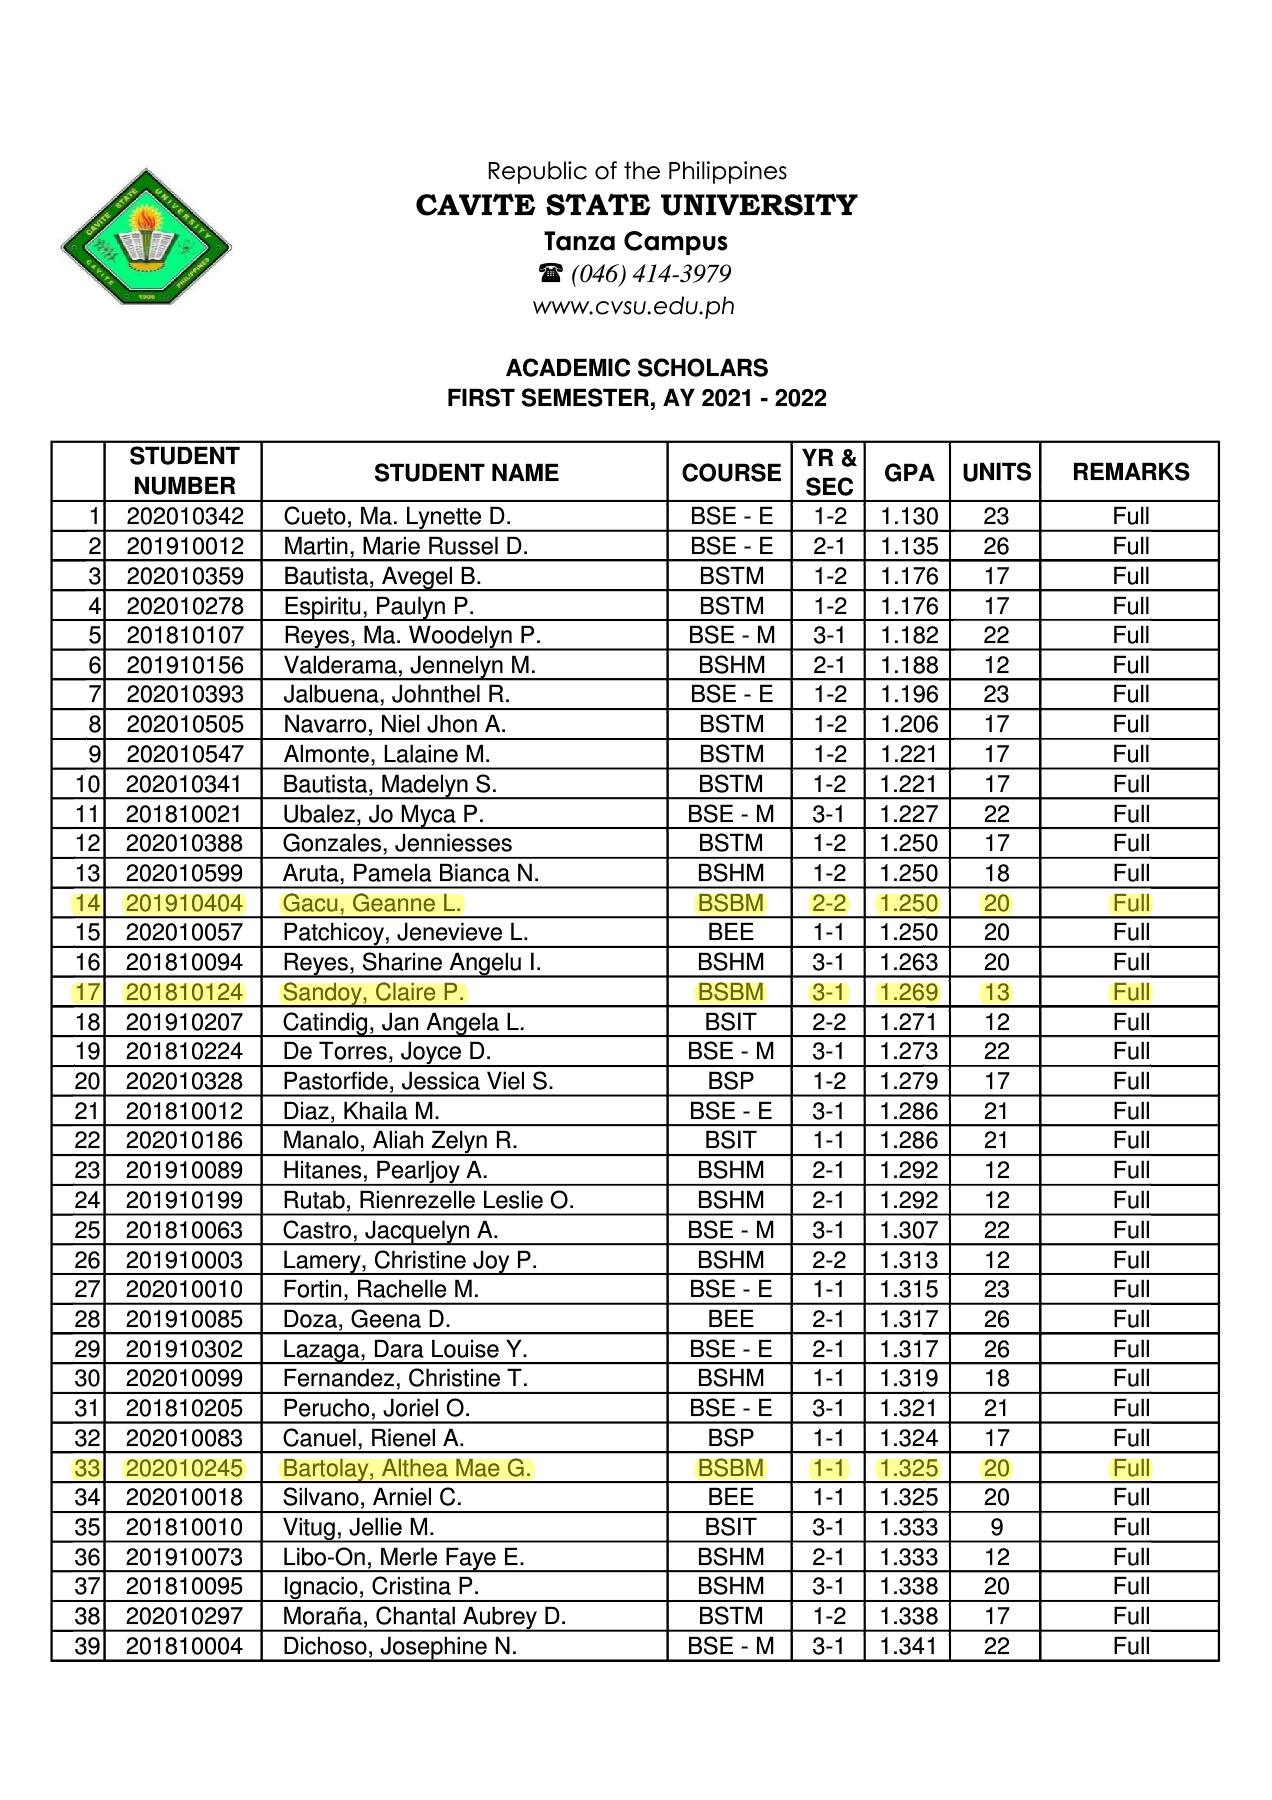 CAVITE STATE UNIVERSITY
CAVITE PHILIPPINES
1906
Republic of the Philippines
CAVITE STATE UNIVERSITY
Tanza Campus
☎ (046) 414-3979
www.cvsu.edu.ph
ACADEMIC SCHOLARS
FIRST SEMESTER, AY 2021 - 2022
STUDENT NUMBER STUDENT NAME COURSE YR & SEC GPA UNITS REMARKS
1 202010342 Cueto, Ma. Lynette D. BSE - E 1-2 1.130 23 Full
2 201910012 Martin, Marie Russel D. BSE - E 2-1 1.135 26 Full
3 202010359 Bautista, Avegel B. BSTM 1-2 1.176 17 Full
4 202010278 Espiritu, Paulyn P. BSTM 1-2 1.176 17 Full
5 201810107 Reyes, Ma. Woodelyn P. BSE - M 3-1 1.182 22 Full
6 201910156 Valderama, Jennelyn M. BSHM 2-1 1.188 12 Full
7 202010393 Jalbuena, Johnthel R. BSE - E 1-2 1.196 23 Full
8 202010505 Navarro, Niel Jhon A. BSTM 1-2 1.206 17 Full
9 202010547 Almonte, Lalaine M. BSTM 1-2 1.221 17 Full
10 202010341 Bautista, Madelyn S. BSTM 1-2 1.221 17 Full
11 201810021 Ubalez, Jo Myca P. BSE - M 3-1 1.227 22 Full
12 202010388 Gonzales, Jenniesses BSTM 1-2 1.250 17 Full
13 202010599 Aruta, Pamela Bianca N. BSHM 1-2 1.250 18 Full
14 201910404 Gacu, Geanne L. BSBM 2-2 1.250 20 Full
15 202010057 Patchicoy, Jenevieve L. BEE 1-1 1.250 20 Full
16 201810094 Reyes, Sharine Angelu I. BSHM 3-1 1.263 20 Full
17 201810124 Sandoy, Claire P. BSBM 3-1 1.269 13 Full
18 201910207 Catindig, Jan Angela L. BSIT 2-2 1.271 12 Full
19 201810224 De Torres, Joyce D. BSE - M 3-1 1.273 22 Full
20 202010328 Pastorfide, Jessica Viel S. BSP 1-2 1.279 17 Full
21 201810012 Diaz, Khaila M. BSE - E 3-1 1.286 21 Full
22 202010186 Manalo, Aliah Zelyn R. BSIT 1-1 1.286 21 Full
23 201910089 Hitanes, Pearljoy A. BSHM 2-1 1.292 12 Full
24 201910199 Rutab, Rienrezelle Leslie O. BSHM 2-1 1.292 12 Full
25 201810063 Castro, Jacquelyn A. BSE - M 3-1 1.307 22 Full
26 201910003 Lamery, Christine Joy P. BSHM 2-2 1.313 12 Full
27 202010010 Fortin, Rachelle M. BSE - E 1-1 1.315 23 Full
28 201910085 Doza, Geena D. BEE 2-1 1.317 26 Full
29 201910302 Lazaga, Dara Louise Y. BSE - E 2-1 1.317 26 Full
30 202010099 Fernandez, Christine T. BSHM 1-1 1.319 18 Full
31 201810205 Perucho, Joriel O. BSE - E 3-1 1.321 21 Full
32 202010083 Canuel, Rienel A. BSP 1-1 1.324 17 Full
33 202010245 Bartolay, Althea Mae G. BSBM 1-1 1.325 20 Full
34 202010018 Silvano, Arniel C. BEE 1-1 1.325 20 Full
35 201810010 Vitug, Jellie M. BSIT 3-1 1.333 9 Full
36 201910073 Libo-On, Merle Faye E. BSHM 2-1 1.333 12 Full
37 201810095 Ignacio, Cristina P. BSHM 3-1 1.338 20 Full
38 202010297 Moraña, Chantal Aubrey D. BSTM 1-2 1.338 17 Full
39 201810004 Dichoso, Josephine N. BSE - M 3-1 1.341 22 Full